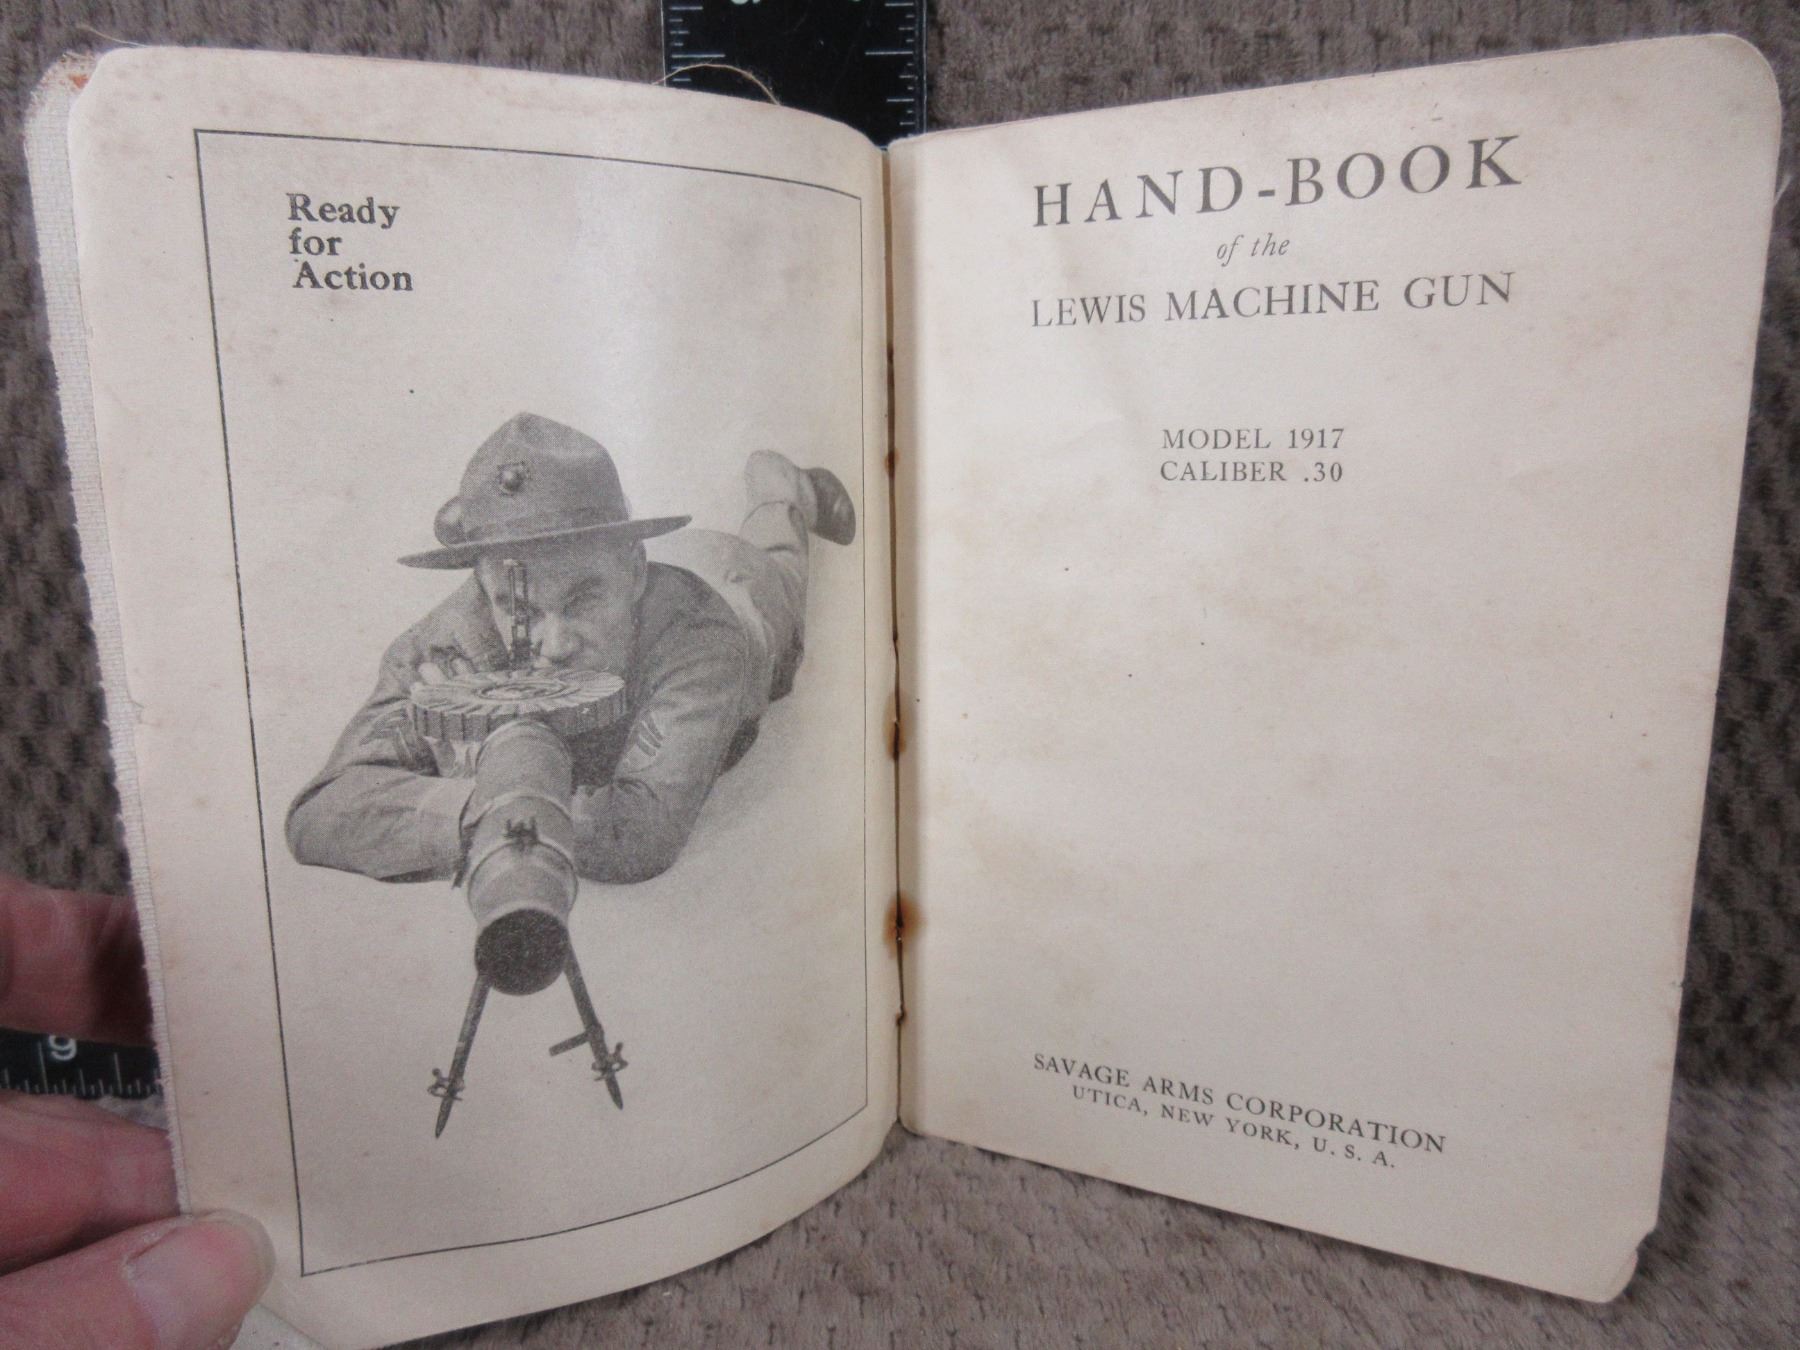 Ready
for
Action
HAND-BOOK
of the
LEWIS MACHINE GUN
MODEL 1917
CALIBER .30
SAVAGE ARMS CORPORATION
UTICA, NEW YORK, U. S. A.
9